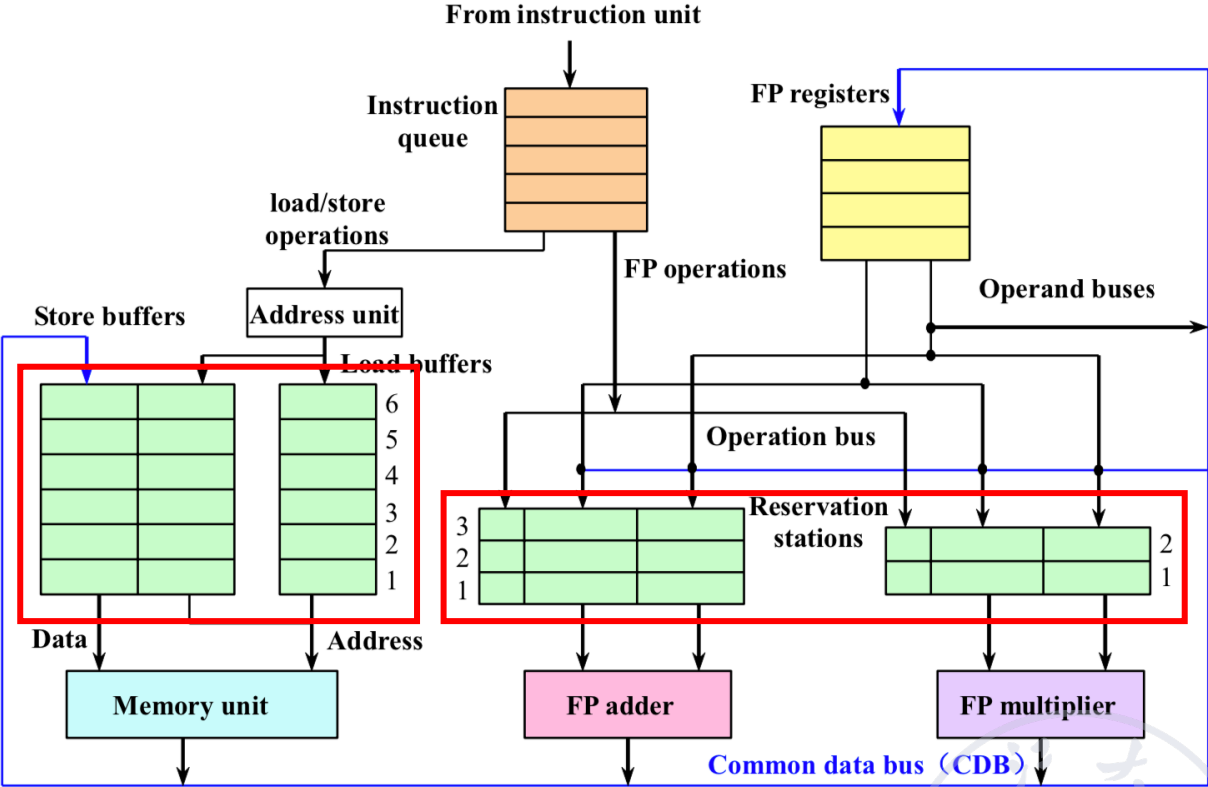 From instruction unit
Instruction
queue
FP registers
load/store
operations
FP operations
Operand buses
Store buffers
Address unit
Load buffers
6
5
4
3
2
1
Operation bus
Reservation
stations
3
2
1
2
1
Data
Address
Memory unit
FP adder
FP multiplier
Common data bus（CDB）